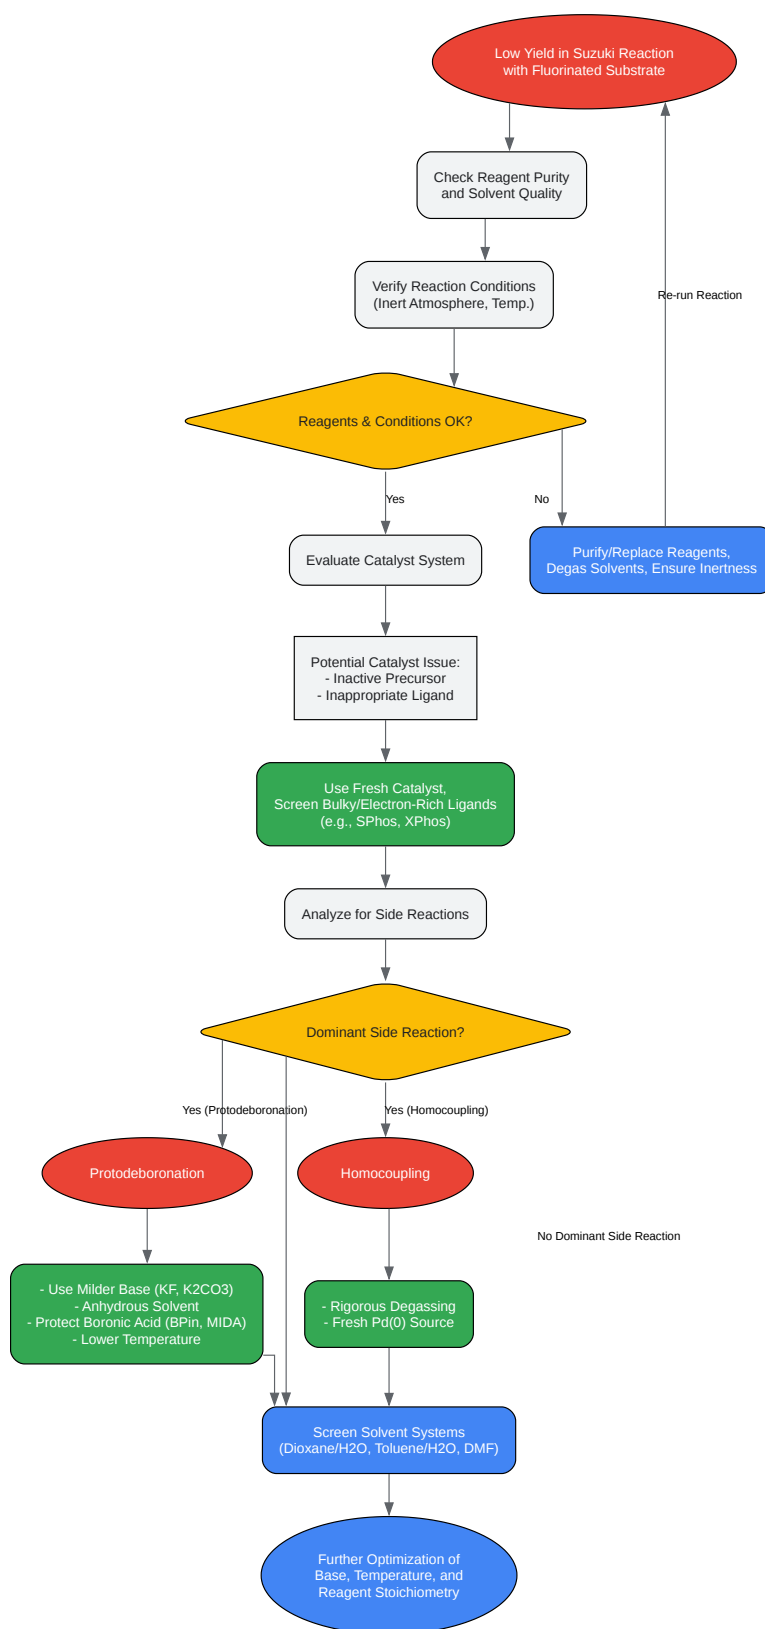 Low Yield in Suzuki Reaction
with Fluorinated Substrate
Check Reagent Purity
and Solvent Quality
Verify Reaction Conditions
(Inert Atmosphere, Temp.)
Re-run Reaction
Reagents & Conditions OK?
Yes
No
Evaluate Catalyst System
Purify/Replace Reagents,
Degas Solvents, Ensure Inertness
Potential Catalyst Issue:
- Inactive Precursor
- Inappropriate Ligand
Use Fresh Catalyst,
Screen Bulky/Electron-Rich Ligands
(e.g., SPhos, XPhos)
Analyze for Side Reactions
Dominant Side Reaction?
Yes (Protodeboronation)
Yes (Homocoupling)
Protodeboronation
Homocoupling
No Dominant Side Reaction
- Use Milder Base (KF, K2CO3)
- Anhydrous Solvent
- Protect Boronic Acid (BPin, MIDA)
- Lower Temperature
- Rigorous Degassing
- Fresh Pd(0) Source
Screen Solvent Systems
(Dioxane/H2O, Toluene/H2O, DMF)
Further Optimization of
Base, Temperature, and
Reagent Stoichiometry